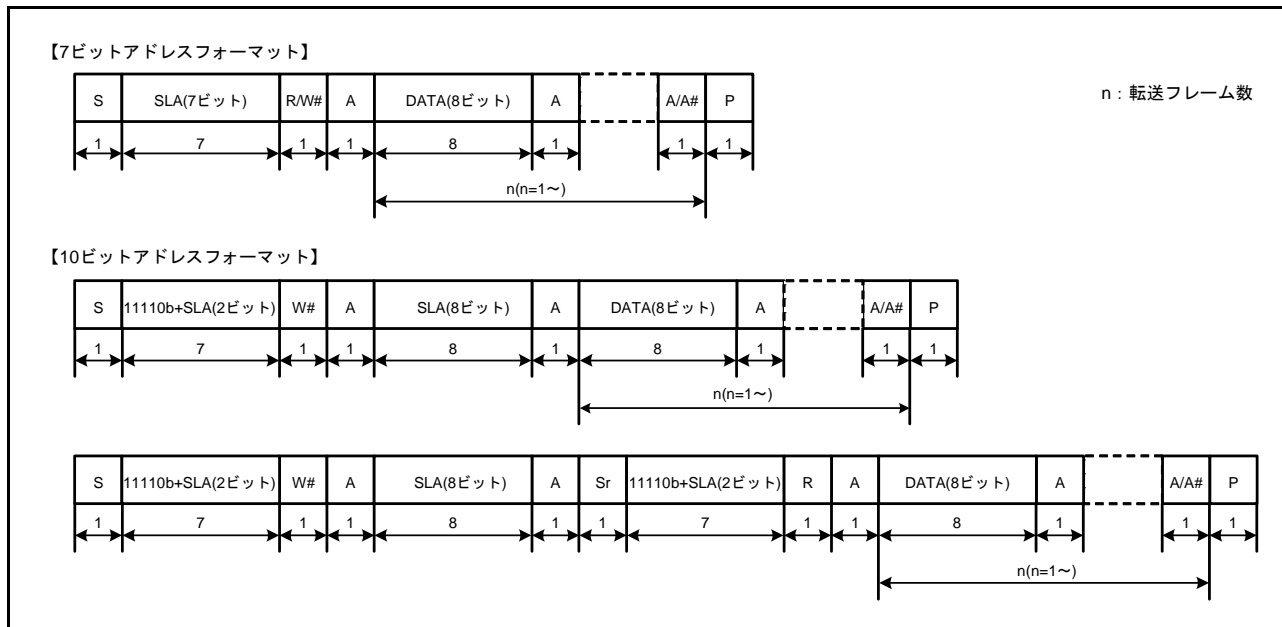 【7ビットアドレスフォーマット】
S SLA(7ビット) R/W# A DATA(8ビット) A A/A# P
n：転送フレーム数
1 7 1 1 8 1 1 1
n(n=1～)
【10ビットアドレスフォーマット】
S 11110b+SLA(2ビット) W# A SLA(8ビット) A DATA(8ビット) A A/A# P
1 7 1 1 8 1 8 1 1 1
n(n=1～)
S 11110b+SLA(2ビット) W# A SLA(8ビット) A Sr 11110b+SLA(2ビット) R A DATA(8ビット) A A/A# P
1 7 1 1 8 1 1 7 1 1 8 1 1 1
n(n=1～)